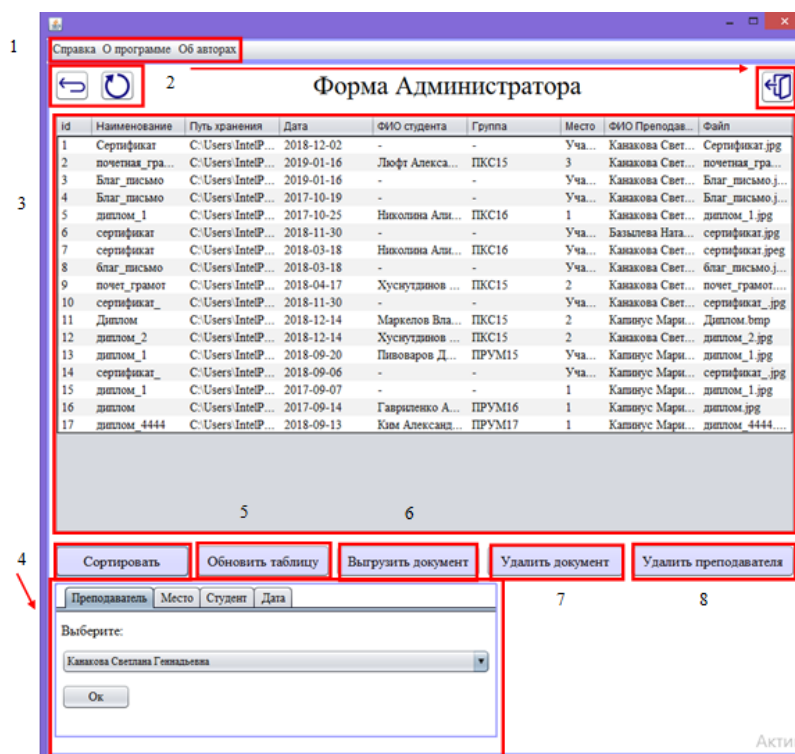 1 Справка О программе Об авторах
2 Форма Администратора
id Наименование Путь хранения Дата ФИО студента Группа Место ФИО Преподав... Файл
1 Сертификат C:\Users\IntelP... 2018-12-02 - - Уча... Канакова Свет... Сертификат.jpg
2 почетная_гра... C:\Users\IntelP... 2019-01-16 Люфт Алекса... ПКС15 3 Канакова Свет... почетная_гра...
3 Благ_письмо C:\Users\IntelP... 2019-01-16 - - Уча... Канакова Свет... Благ_письмо.j...
3
4 Благ_письмо C:\Users\IntelP... 2017-10-19 - - Уча... Канакова Свет... Благ_письмо.j...
5 диплом_1 C:\Users\IntelP... 2017-10-25 Николина Али... ПКС16 1 Канакова Свет... диплом_1.jpg
6 сертификат C:\Users\IntelP... 2018-11-30 - - Уча... Базылева Ната... сертификат.jpg
7 сертификат C:\Users\IntelP... 2018-03-18 Николина Али... ПКС16 Уча... Канакова Свет... сертификат.jpeg
8 благ_письмо C:\Users\IntelP... 2018-03-18 - - Уча... Канакова Свет... благ_письмо.j...
9 почет_грамот C:\Users\IntelP... 2018-04-17 Хуснутдинов ... ПКС15 2 Канакова Свет... почет_грамот....
10 сертификат_ C:\Users\IntelP... 2018-11-30 - - Уча... Канакова Свет... сертификат_.jpg
11 Диплом C:\Users\IntelP... 2018-12-14 Маркелов Вла... ПКС15 2 Капинус Мари... Диплом.bmp
12 диплом_2 C:\Users\IntelP... 2018-12-14 Хуснутдинов ... ПКС15 2 Канакова Свет... диплом_2.jpg
13 диплом_1 C:\Users\IntelP... 2018-09-20 Пивоваров Д... ПРУМ15 Уча... Капинус Мари... диплом_1.jpg
14 сертификат_ C:\Users\IntelP... 2018-09-06 - - Уча... Капинус Мари... сертификат_.jpg
15 диплом_1 C:\Users\IntelP... 2017-09-07 - - 1 Капинус Мари... диплом_1.jpg
16 диплом C:\Users\IntelP... 2017-09-14 Гавриленко А... ПРУМ16 1 Капинус Мари... диплом.jpg
17 диплом_4444 C:\Users\IntelP... 2018-09-13 Ким Александ... ПРУМ17 1 Капинус Мари... диплом_4444....
5 6
4 Сортировать Обновить таблицу Выгрузить документ Удалить документ Удалить преподавателя
Преподаватель Место Студент Дата 7 8
Выберите:
Канакова Светлана Геннадьевна
Ок
Акти